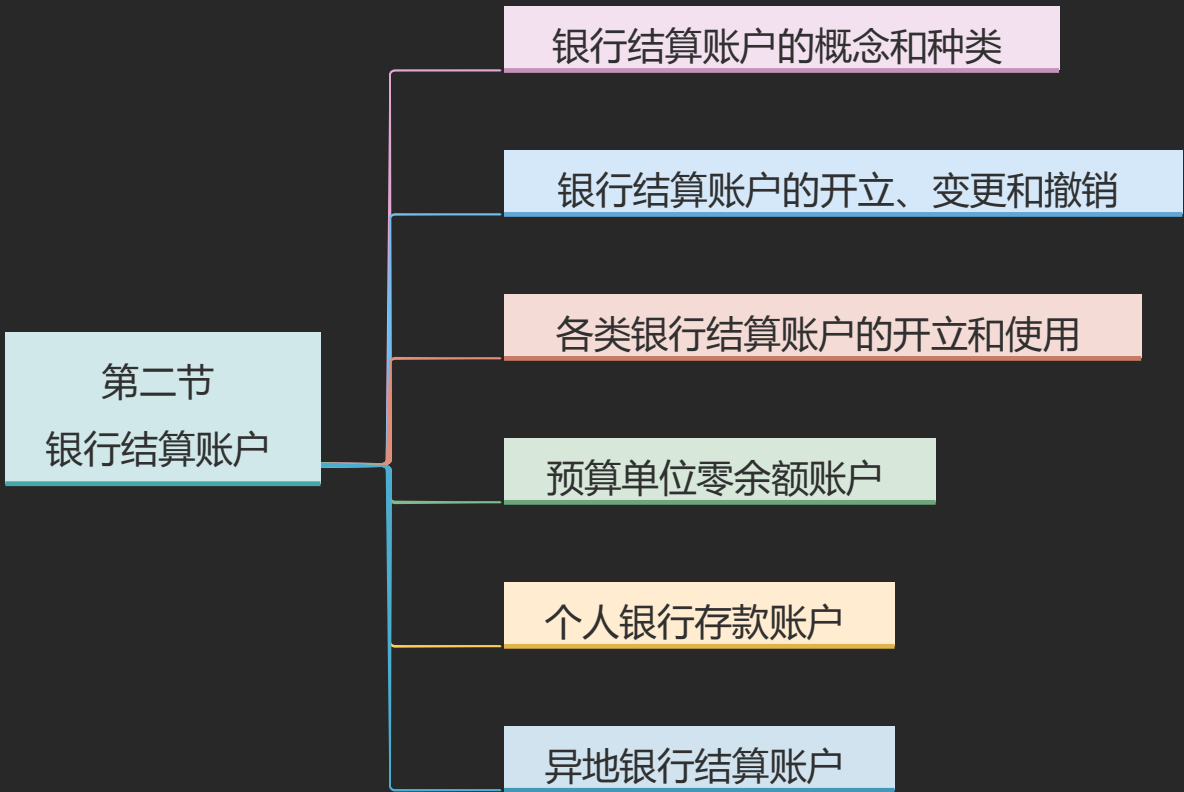 第二节
银行结算账户
银行结算账户的概念和种类
银行结算账户的开立、变更和撤销
各类银行结算账户的开立和使用
预算单位零余额账户
个人银行存款账户
异地银行结算账户